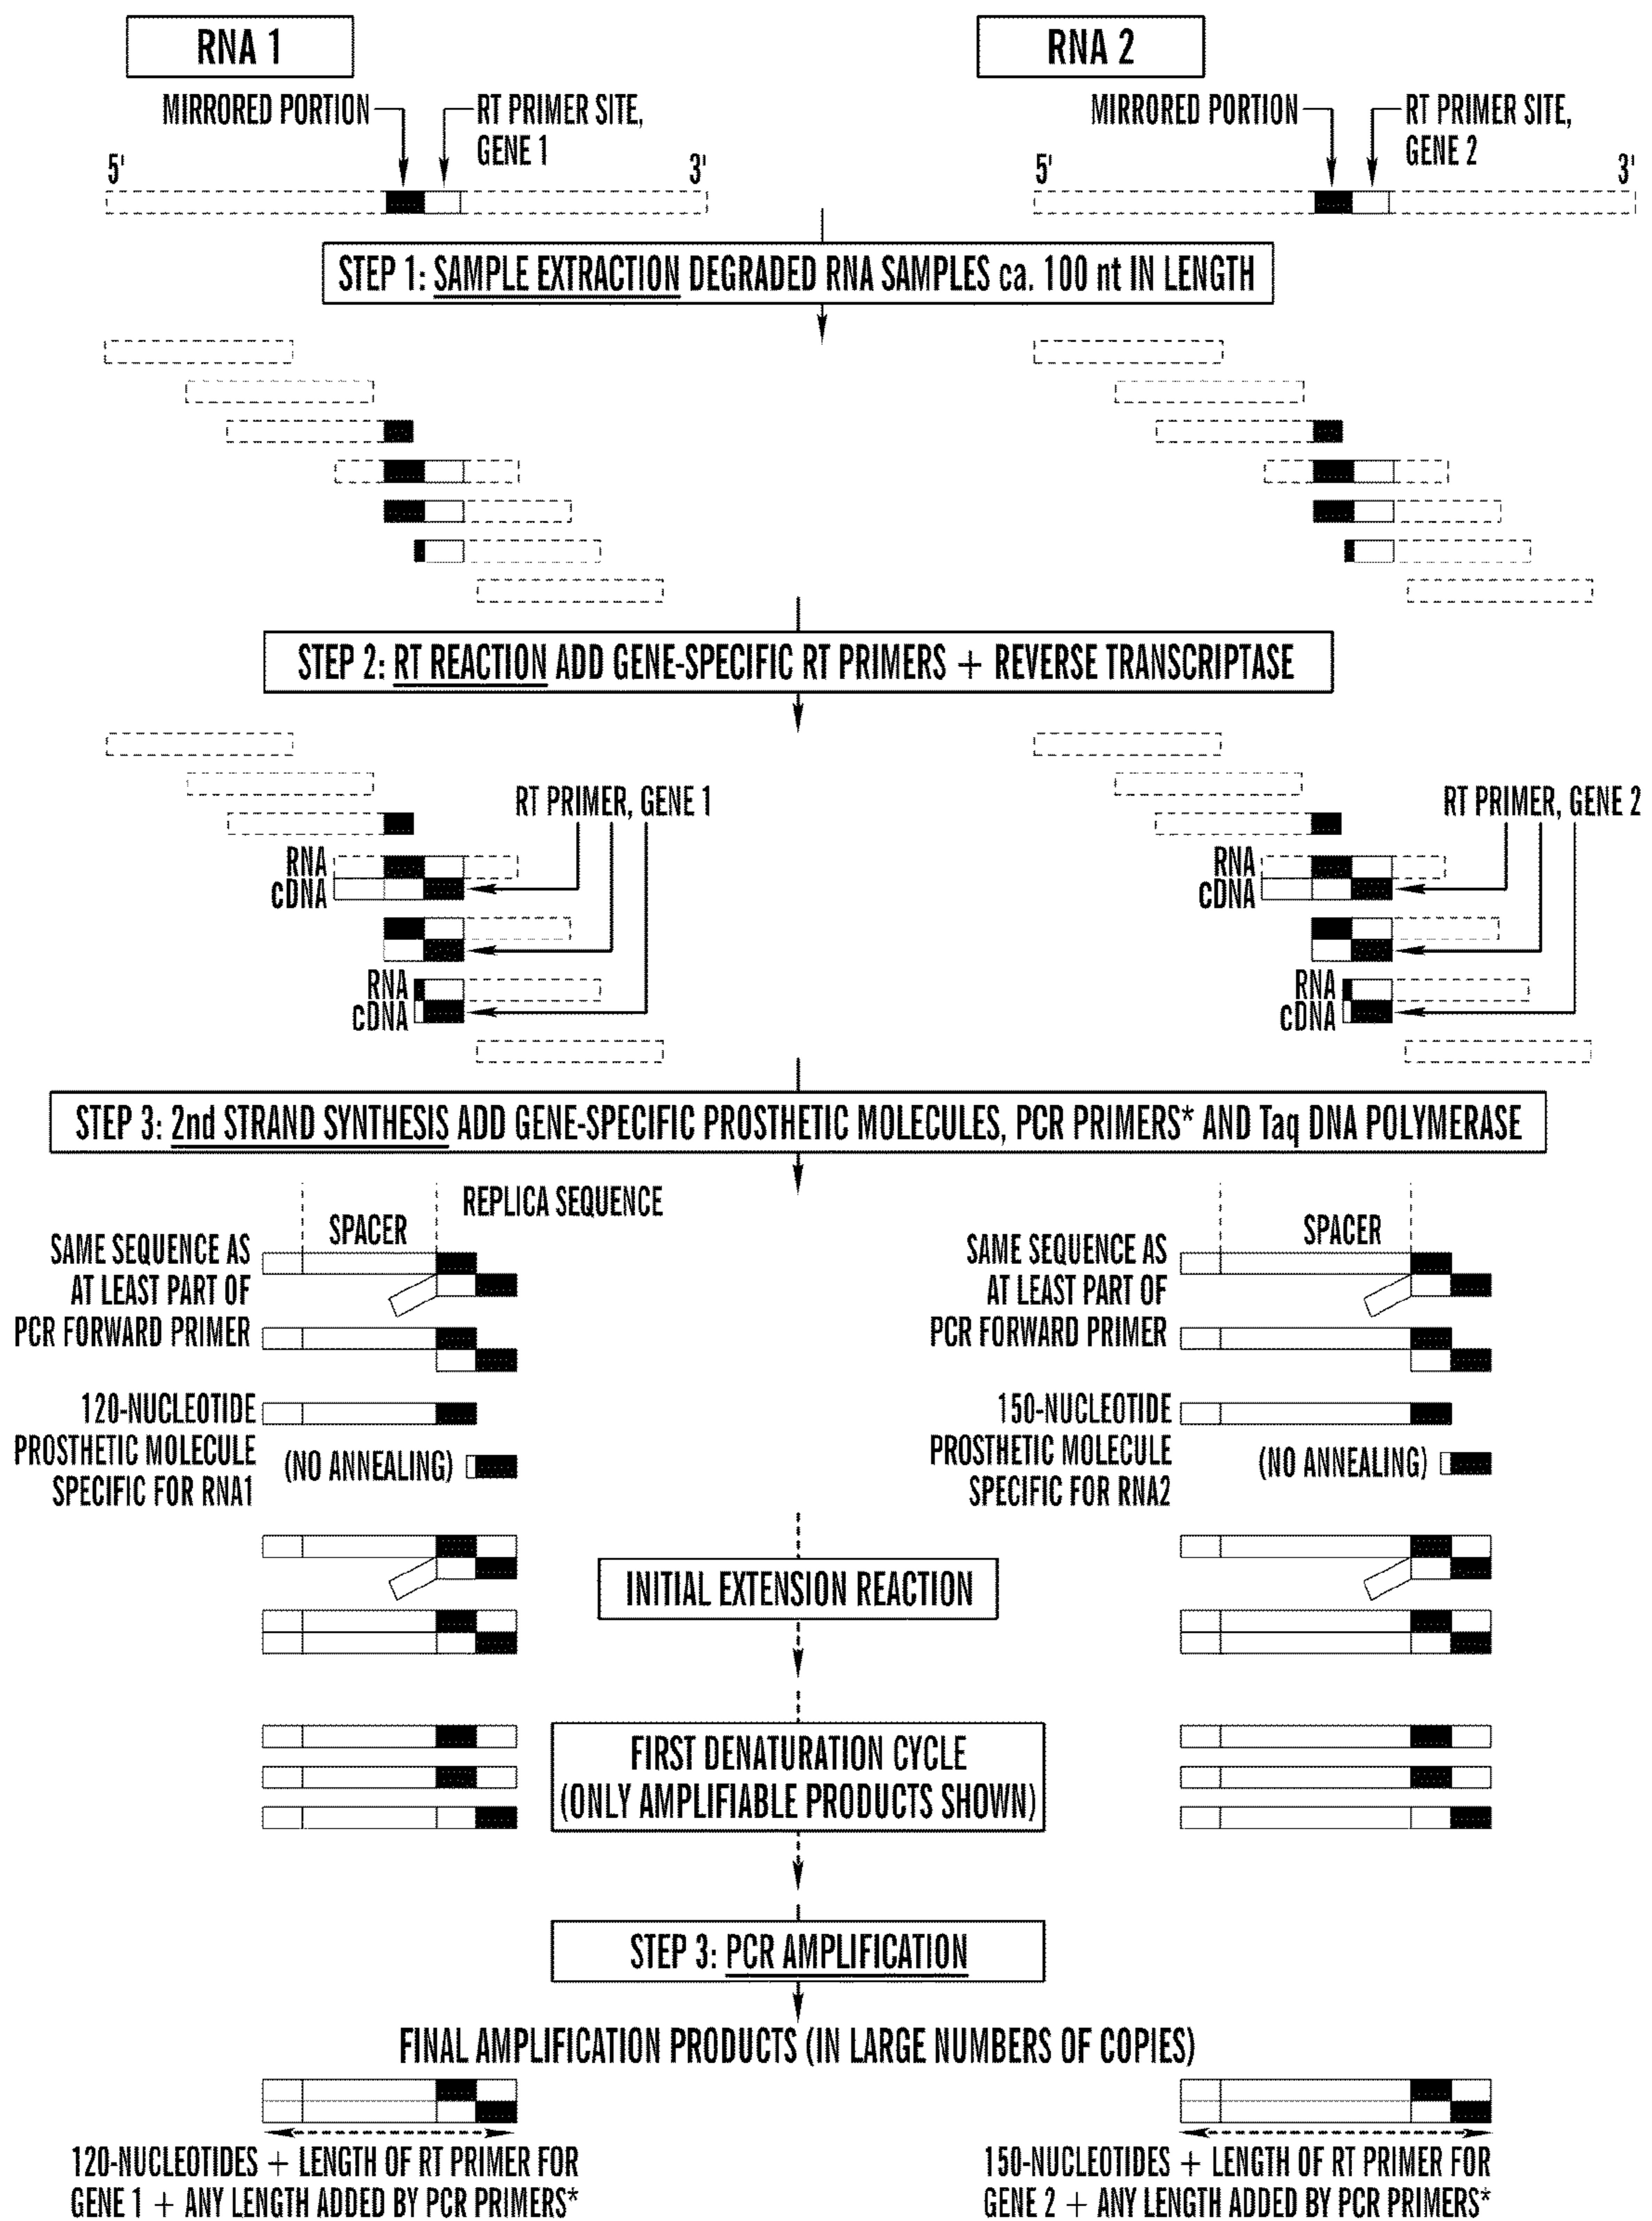 RNA 1
RNA 2
MIRRORED PORTION
RT PRIMER SITE,
GENE 1
MIRRORED PORTION
RT PRIMER SITE,
GENE 2
5'
3'
5'
3'
STEP 1: SAMPLE EXTRACTION DEGRADED RNA SAMPLES ca. 100 nt IN LENGTH
STEP 2: RT REACTION ADD GENE-SPECIFIC RT PRIMERS + REVERSE TRANSCRIPTASE
RT PRIMER, GENE 1
RT PRIMER, GENE 2
RNA
cDNA
RNA
cDNA
RNA
cDNA
RNA
cDNA
STEP 3: 2nd STRAND SYNTHESIS ADD GENE-SPECIFIC PROSTHETIC MOLECULES, PCR PRIMERS* AND Taq DNA POLYMERASE
REPLICA SEQUENCE
SPACER
SAME SEQUENCE AS
AT LEAST PART OF
PCR FORWARD PRIMER
120-NUCLEOTIDE
PROSTHETIC MOLECULE
SPECIFIC FOR RNA1
(NO ANNEALING)
SPACER
SAME SEQUENCE AS
AT LEAST PART OF
PCR FORWARD PRIMER
150-NUCLEOTIDE
PROSTHETIC MOLECULE
SPECIFIC FOR RNA2
(NO ANNEALING)
INITIAL EXTENSION REACTION
FIRST DENATURATION CYCLE
(ONLY AMPLIFIABLE PRODUCTS SHOWN)
STEP 3: PCR AMPLIFICATION
FINAL AMPLIFICATION PRODUCTS (IN LARGE NUMBERS OF COPIES)
120-NUCLEOTIDES + LENGTH OF RT PRIMER FOR
GENE 1 + ANY LENGTH ADDED BY PCR PRIMERS*
150-NUCLEOTIDES + LENGTH OF RT PRIMER FOR
GENE 2 + ANY LENGTH ADDED BY PCR PRIMERS*